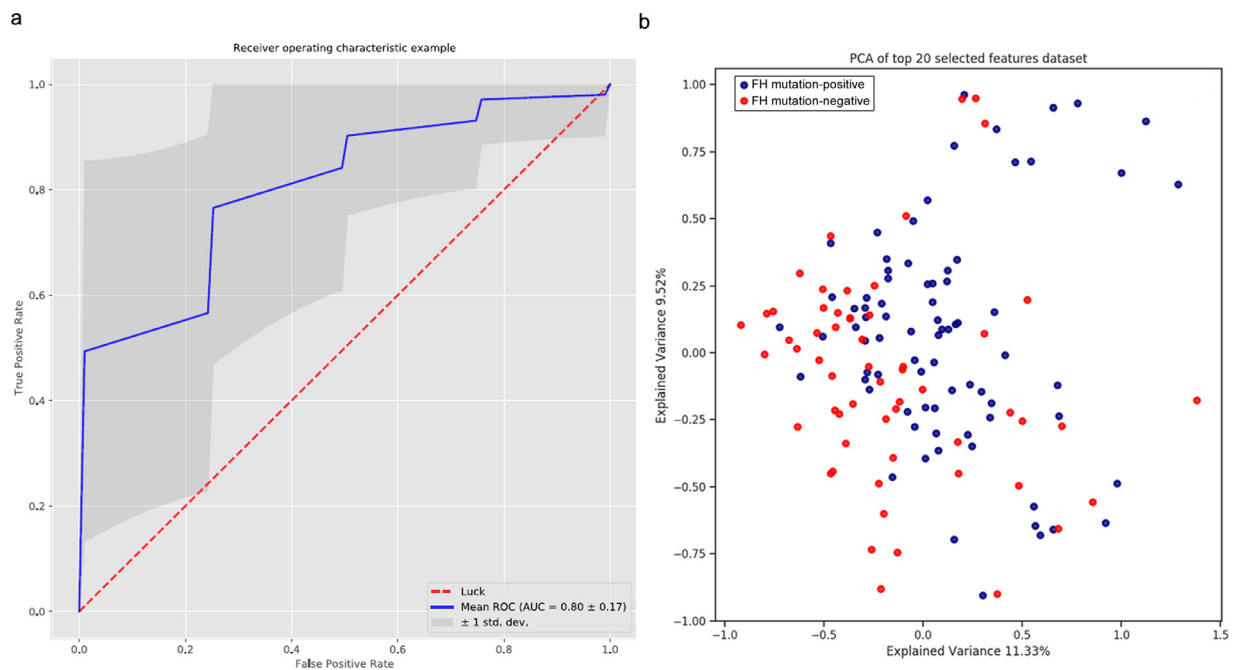 a
Receiver operating characteristic example
1.0
0.8
0.6
0.4
0.2
0.0
True Positive Rate
0.0 0.2 0.4 0.6 0.8 1.0
False Positive Rate
Luck
Mean ROC (AUC = 0.80 ± 0.17)
± 1 std. dev.
b
PCA of top 20 selected features dataset
FH mutation-positive
FH mutation-negative
1.00
0.75
0.50
0.25
0.00
−0.25
−0.50
−0.75
−1.00
Explained Variance 9.52%
−1.0 −0.5 0.0 0.5 1.0 1.5
Explained Variance 11.33%